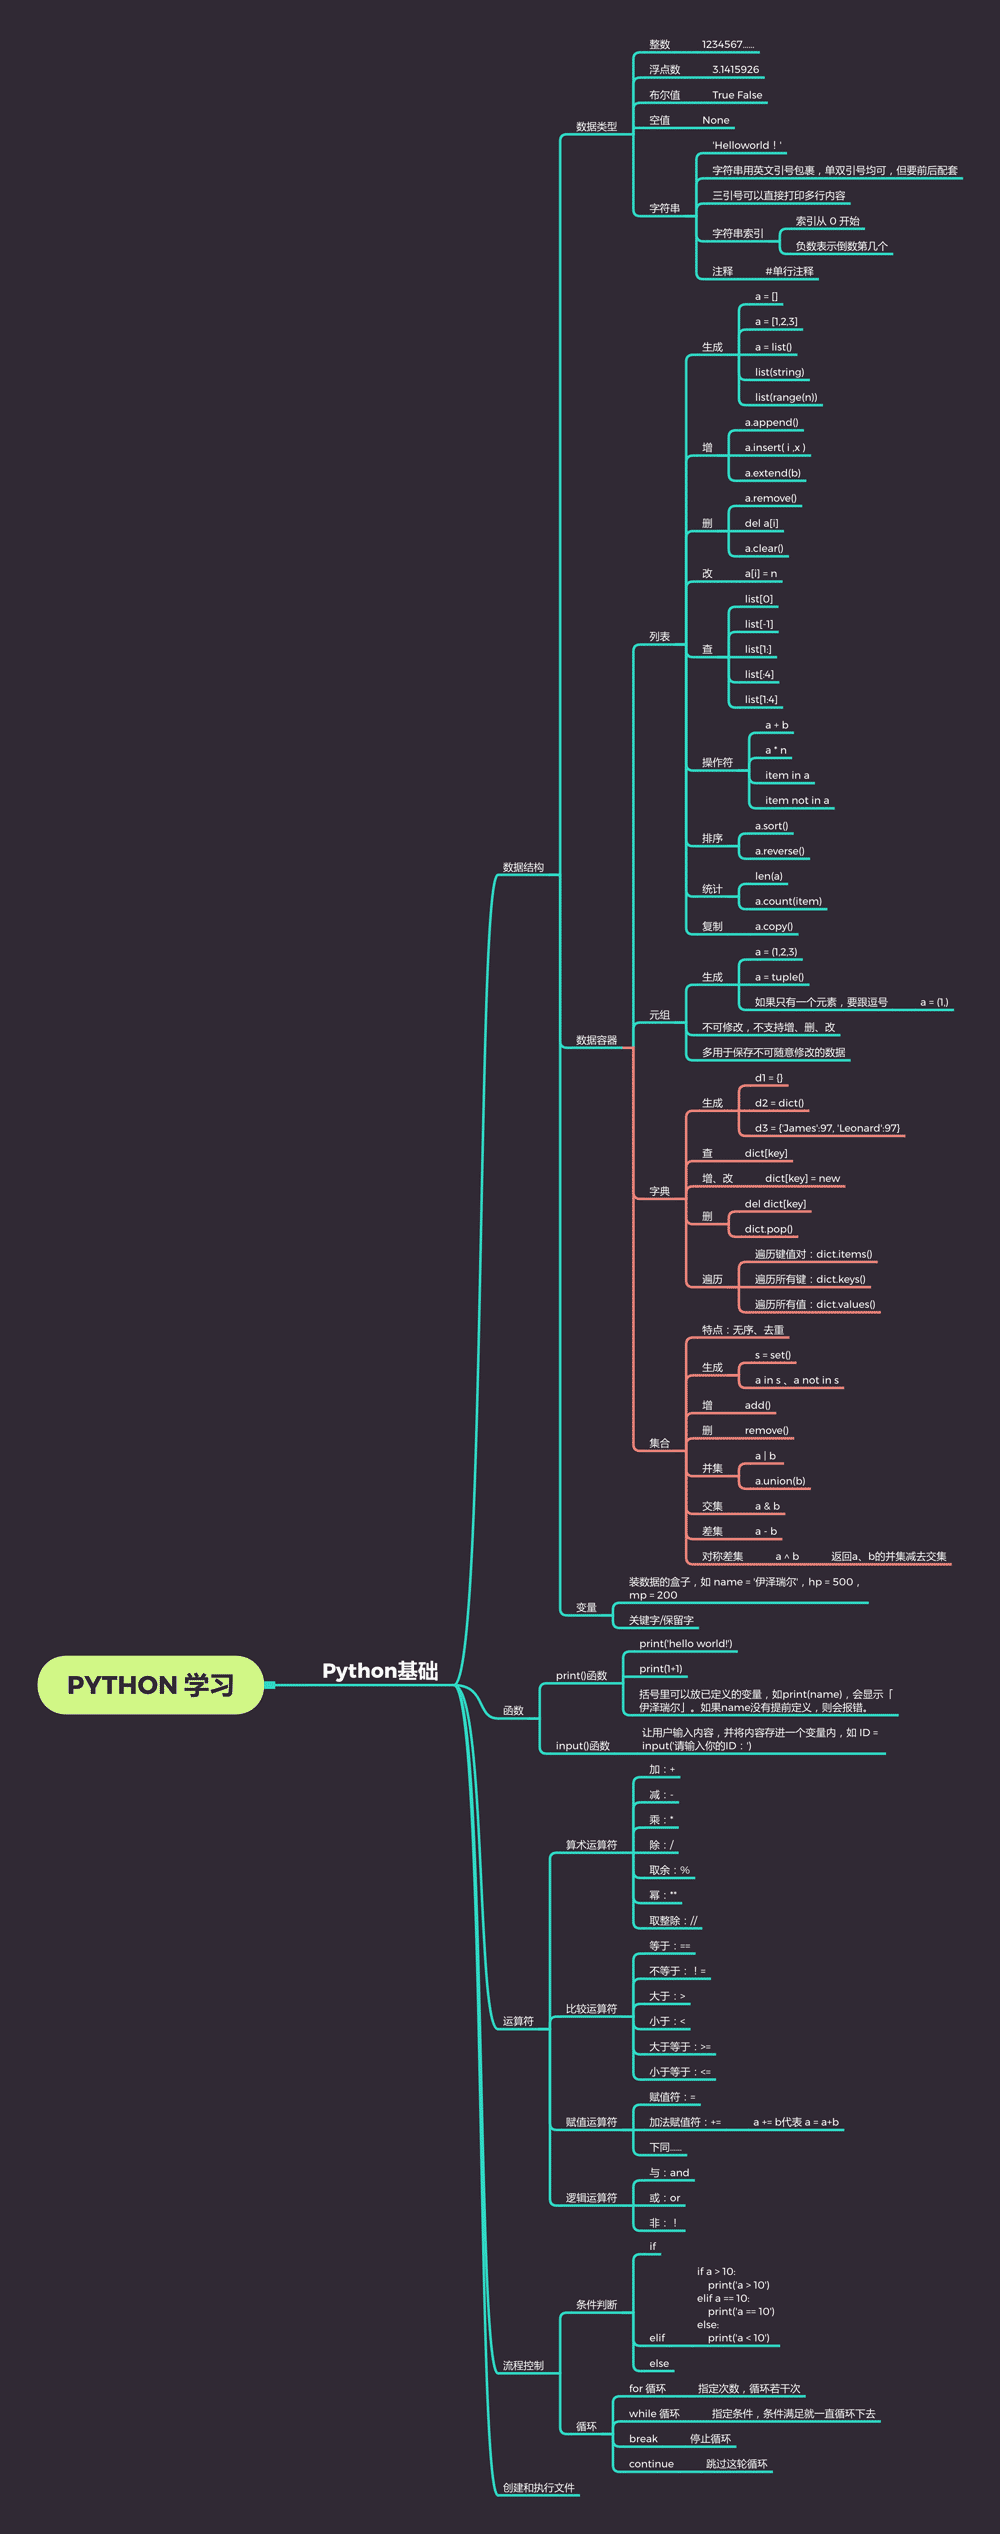 整数
1234567......
浮点数
3.1415926
布尔值
True False
空值
None
数据类型
'Helloworld！'
字符串用英文引号包裹，单双引号均可，但要前后配套
三引号可以直接打印多行内容
字符串
索引从 0 开始
字符串索引
负数表示倒数第几个
注释
#单行注释
a = []
a = [1,2,3]
生成
a = list()
list(string)
list(range(n))
a.append()
增
a.insert( i ,x )
a.extend(b)
a.remove()
删
del a[i]
a.clear()
改
a[i] = n
list[0]
list[-1]
列表
查
list[1:]
list[:4]
list[1:4]
a + b
a * n
操作符
item in a
item not in a
a.sort()
排序
a.reverse()
数据结构
len(a)
统计
a.count(item)
复制
a.copy()
a = (1,2,3)
生成
a = tuple()
如果只有一个元素，要跟逗号
a = (1,)
元组
不可修改，不支持增、删、改
数据容器
多用于保存不可随意修改的数据
d1 = {}
生成
d2 = dict()
d3 = {'James':97, 'Leonard':97}
查
dict[key]
增、改
dict[key] = new
字典
del dict[key]
删
dict.pop()
遍历键值对：dict.items()
遍历
遍历所有键：dict.keys()
遍历所有值：dict.values()
特点：无序、去重
s = set()
生成
a in s 、a not in s
增
add()
删
remove()
集合
a | b
并集
a.union(b)
交集
a & b
差集
a - b
对称差集
a ^ b
返回a、b的并集减去交集
装数据的盒子，如 name = '伊泽瑞尔'，hp = 500，
mp = 200
变量
关键字/保留字
print('hello world!')
PYTHON 学习
Python基础
print()函数
print(1+1)
括号里可以放已定义的变量，如print(name)，会显示「
伊泽瑞尔」。如果name没有提前定义，则会报错。
函数
让用户输入内容，并将内容存进一个变量内，如 ID =
input()函数
input('请输入你的ID：')
加：+
减：-
乘：*
算术运算符
除：/
取余：%
幂：**
取整除：//
等于：==
不等于：！=
大于：>
比较运算符
小于：<
运算符
大于等于：>=
小于等于：<=
赋值符：=
赋值运算符
加法赋值符：+=
a += b代表 a = a+b
下同......
与：and
逻辑运算符
或：or
非：！
if
if a > 10:
print('a > 10')
条件判断
elif a == 10:
print('a == 10')
else:
elif
print('a < 10')
else
流程控制
for 循环
指定次数，循环若干次
while 循环
指定条件，条件满足就一直循环下去
循环
break
停止循环
continue
跳过这轮循环
创建和执行文件